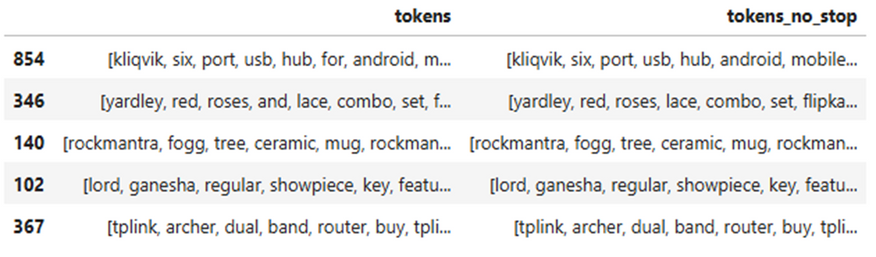 tokens tokens_no_stop
854 [kliqvik, six, port, usb, hub, for, android, m... [kliqvik, six, port, usb, hub, android, mobile...
346 [yardley, red, roses, and, lace, combo, set, f... [yardley, red, roses, lace, combo, set, flipka...
140 [rockmantra, fogg, tree, ceramic, mug, rockman... [rockmantra, fogg, tree, ceramic, mug, rockman...
102 [lord, ganesha, regular, showpiece, key, featu... [lord, ganesha, regular, showpiece, key, featu...
367 [tplink, archer, dual, band, router, buy, tpli... [tplink, archer, dual, band, router, buy, tpli...